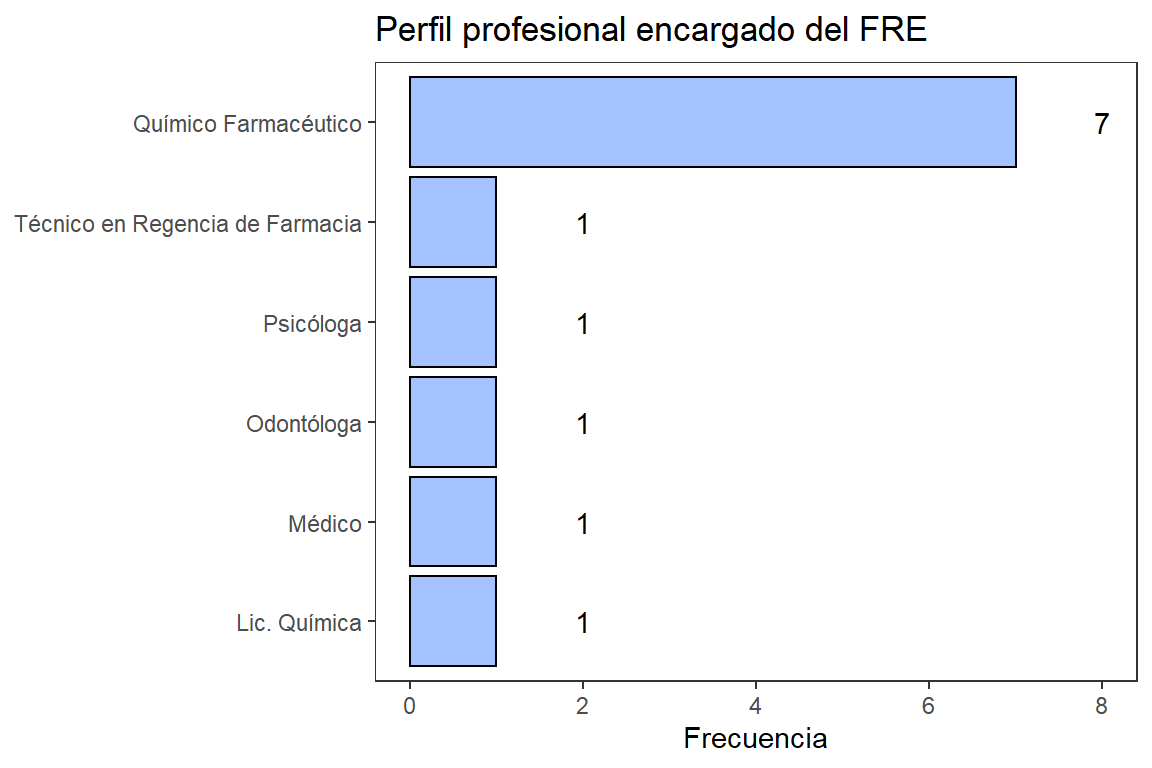 Perfil profesional encargado del FRE
Químico Farmacéutico
7
Técnico en Regencia de Farmacia
1
Psicóloga
1
Odontóloga
1
Médico
1
Lic. Química
1
0 2 4 6 8
Frecuencia